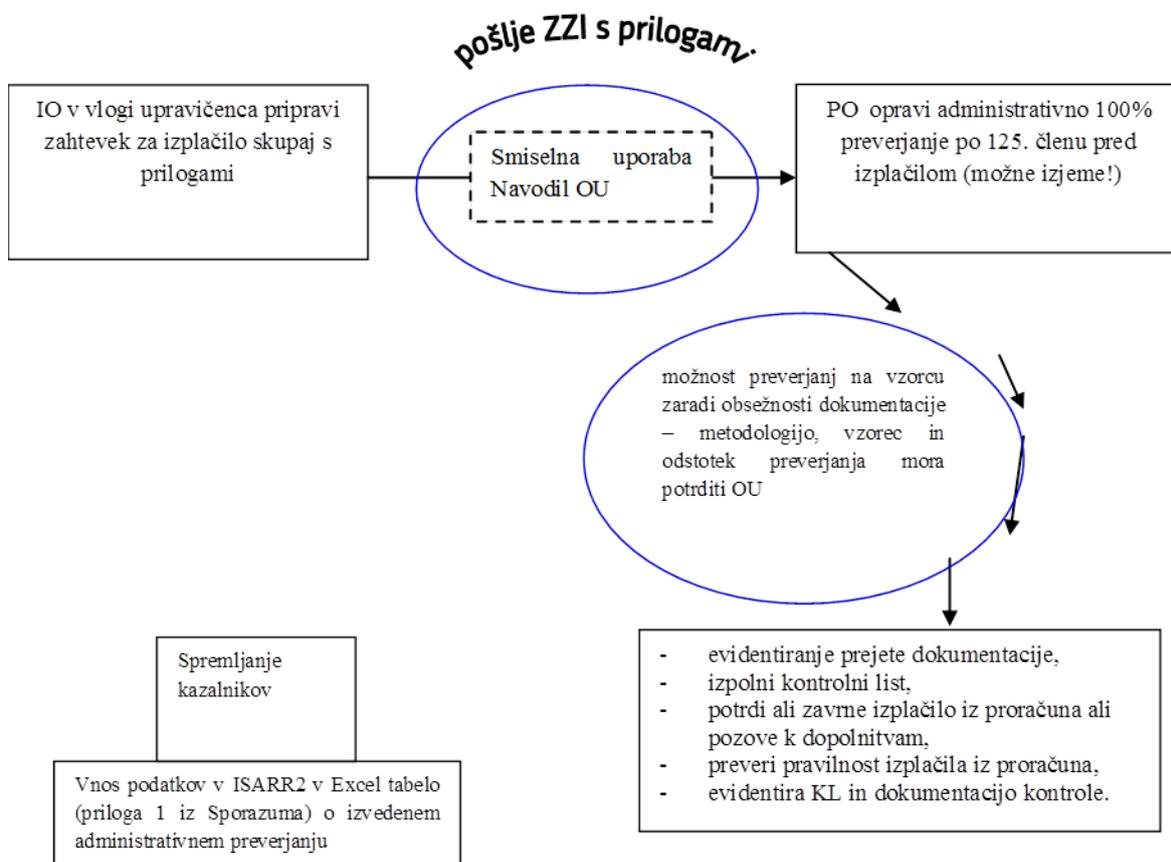 pošlje ZZI s prilogami
IO v vlogi upravičenca pripravi
zahtevek za izplačilo skupaj s
prilogami
Smiselna uporaba
Navodil OU
PO opravi administrativno 100%
preverjanje po 125. členu pred
izplačilom (možne izjeme!)
možnost preverjanj na vzorcu
zaradi obsežnosti dokumentacije
– metodologijo, vzorec in
odstotek preverjanja mora
potrditi OU
- evidentiranje prejete dokumentacije,
- izpolni kontrolni list,
- potrdi ali zavrne izplačilo iz proračuna ali
pozove k dopolnitvam,
- preveri pravilnost izplačila iz proračuna,
- evidentira KL in dokumentacijo kontrole.
Spremljanje
kazalnikov
Vnos podatkov v ISARR2 v Excel tabelo
(priloga 1 iz Sporazuma) o izvedenem
administrativnem preverjanju